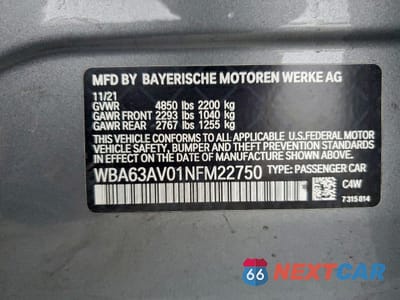 MFD BY BAYERISCHE MOTOREN WERKE AG
11/21
GVWR 4850 lbs 2200 kg
GAWR FRONT 2293 lbs 1040 kg
GAWR REAR 2767 lbs 1255 kg
THIS VEHICLE CONFORMS TO ALL APPLICABLE U.S. FEDERAL MOTOR
VEHICLE SAFETY, BUMPER AND THEFT PREVENTION STANDARDS IN
EFFECT ON THE DATE OF MANUFACTURE SHOWN ABOVE.
WBA63AV01NFM22750 TYPE: PASSENGER CAR
C4W
7315814
66 NEXTCAR